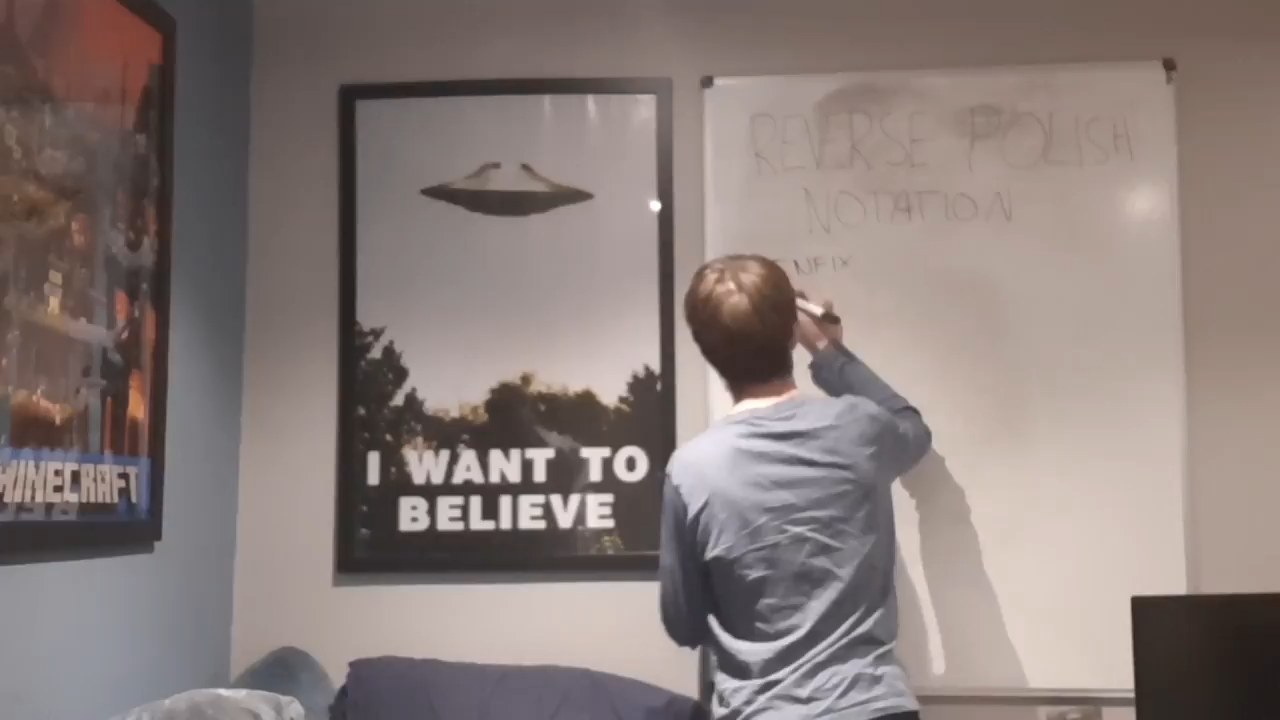 MINECRAFT
I WANT TO
BELIEVE
REVERSE POLISH
NOTATION